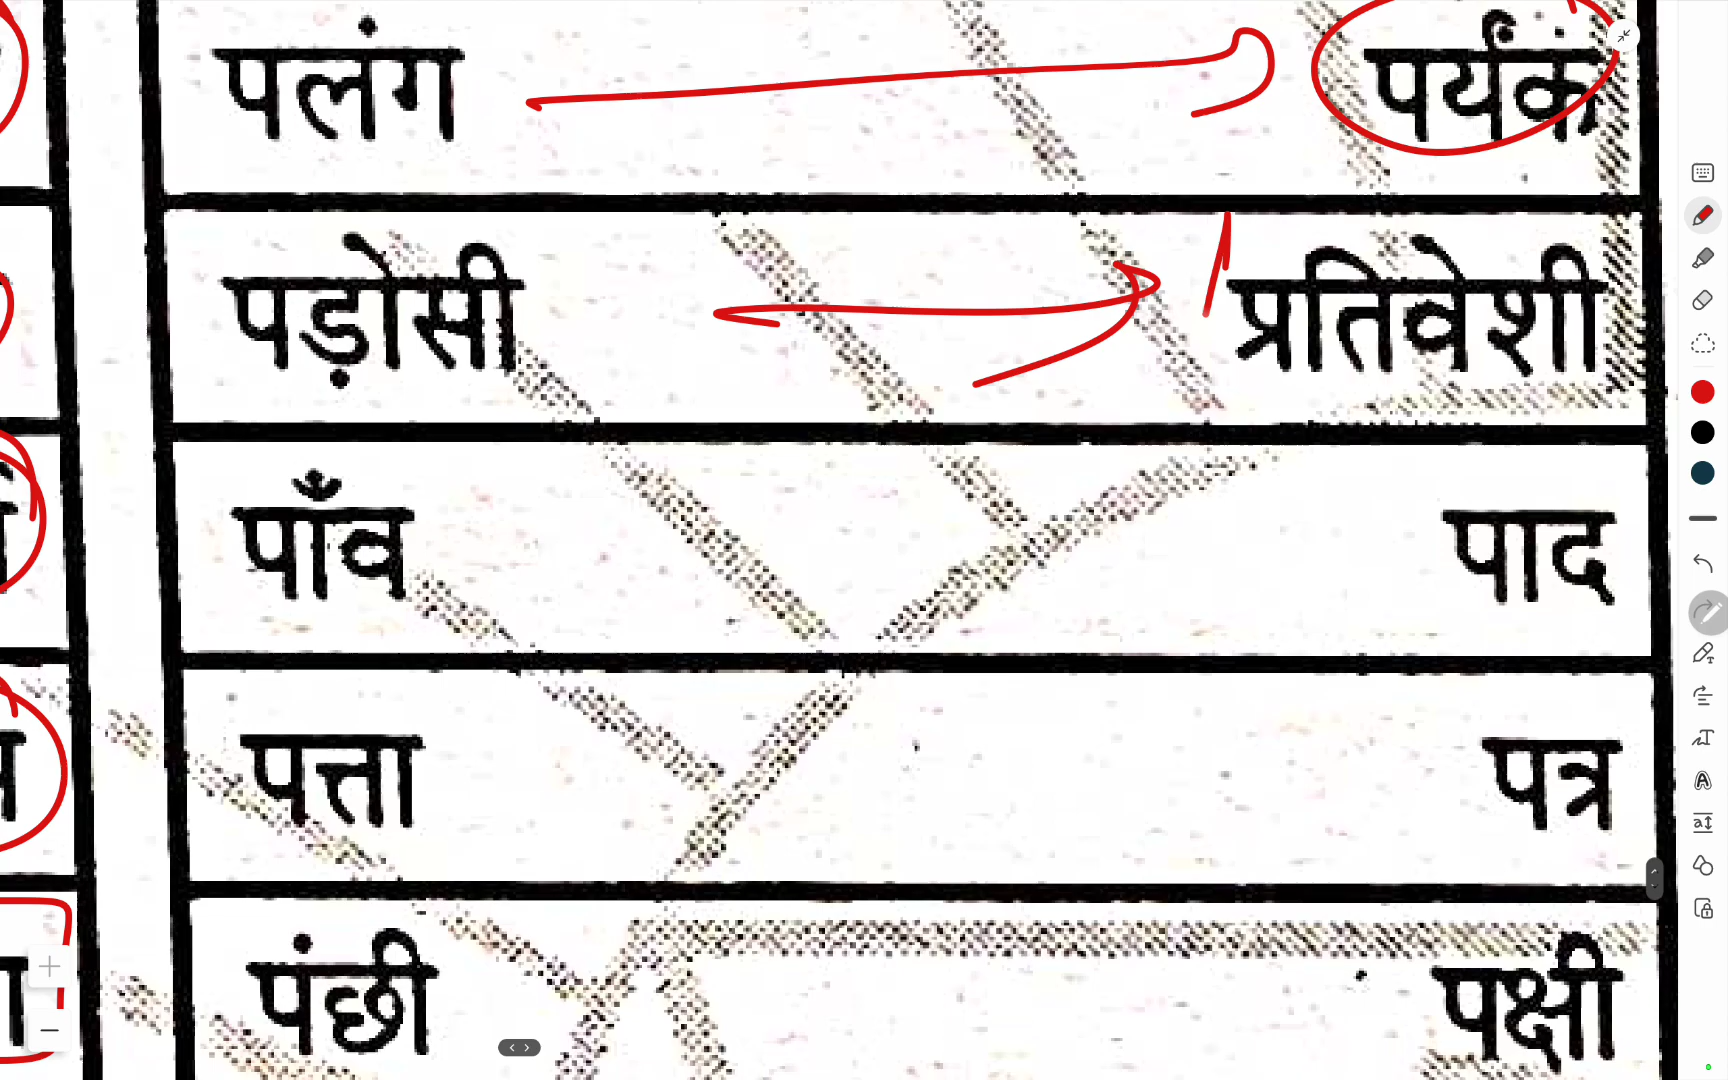 पलंग पर्यंक
पड़ोसी प्रतिवेशी
पाँव पाद
पत्ता पत्र
पंछी पक्षी